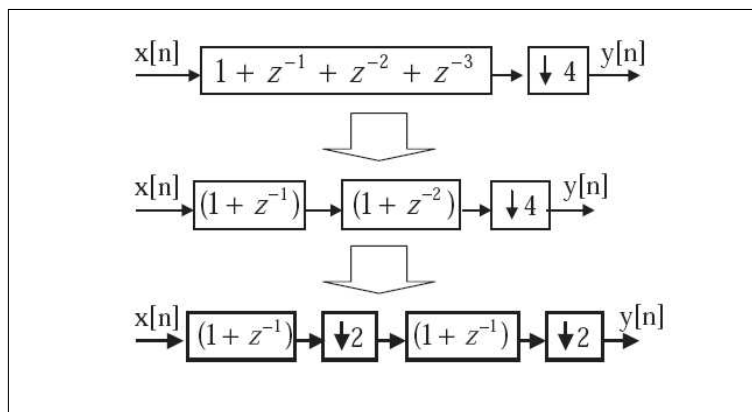 x[n] 1 + z⁻¹ + z⁻² + z⁻³ ↓ 4 y[n]
x[n] (1 + z⁻¹) (1 + z⁻²) ↓4 y[n]
x[n] (1 + z⁻¹) ↓2 (1 + z⁻¹) ↓2 y[n]